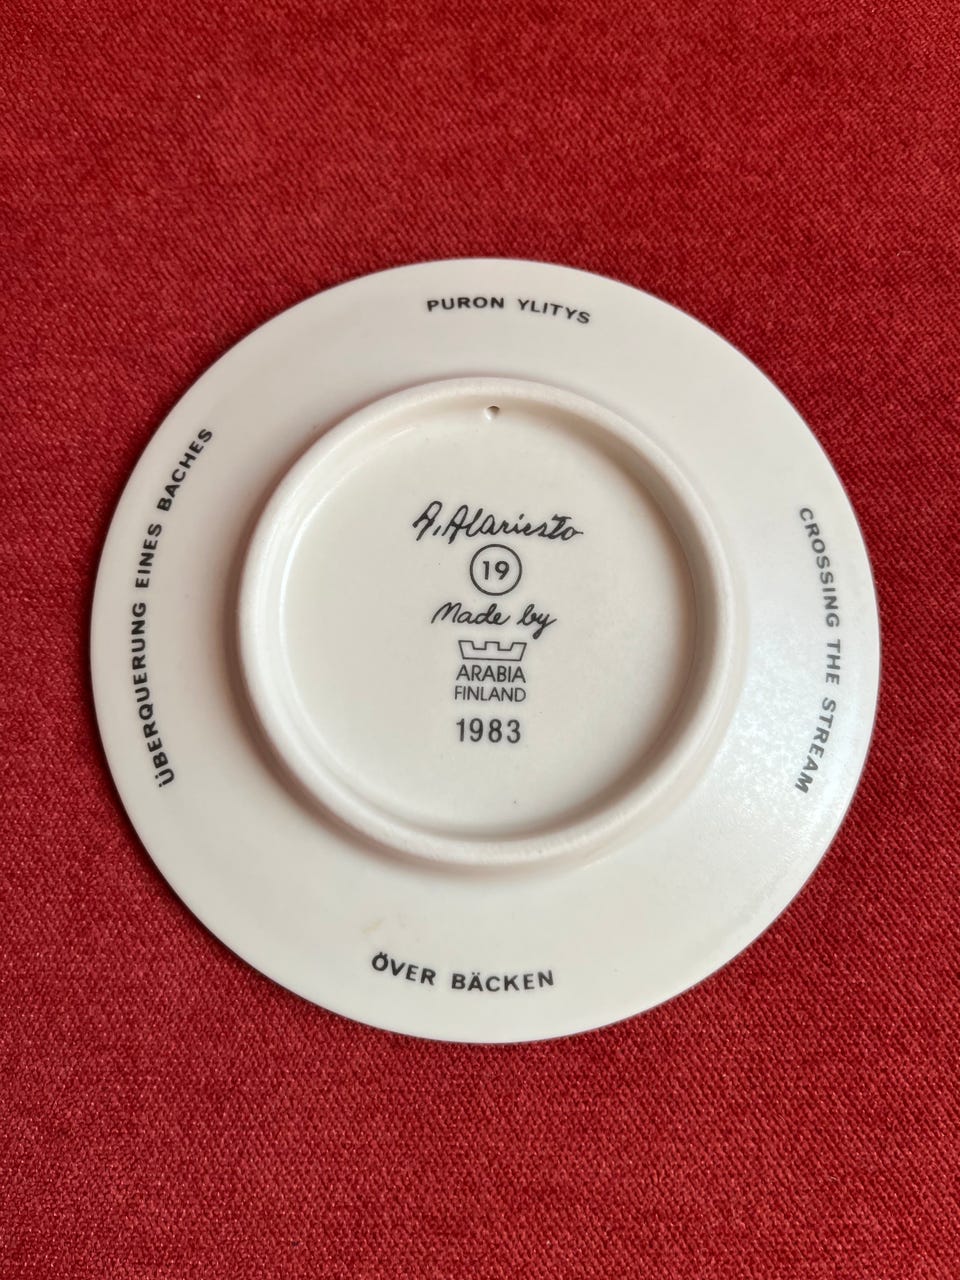 PURON YLITYS
ÜBERQUERUNG EINES BACHES
CROSSING THE STREAM
A. Alariesto
19
Made by
ARABIA
FINLAND
1983
ÖVER BÄCKEN